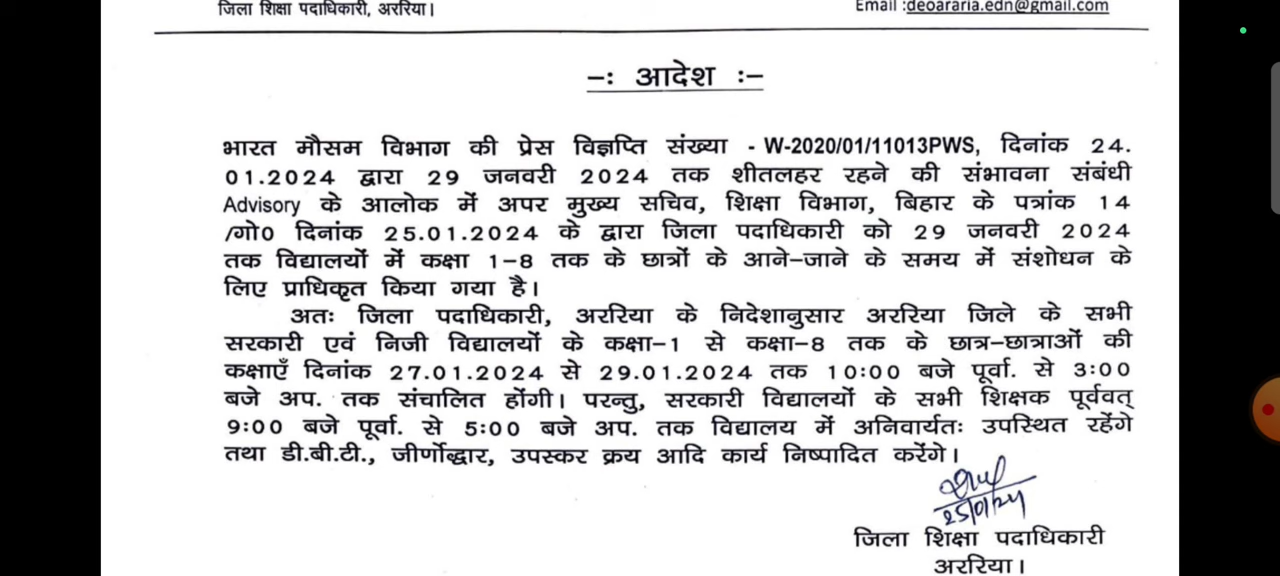 जिला शिक्षा पदाधिकारी, अररिया।
Email :deoararia.edn@gmail.com
-ः आदेश ः-
भारत मौसम विभाग की प्रेस विज्ञप्ति संख्या - W-2020/01/11013PWS, दिनांक 24.
01.2024 द्वारा 29 जनवरी 2024 तक शीतलहर रहने की संभावना संबंधी
Advisory के आलोक में अपर मुख्य सचिव, शिक्षा विभाग, बिहार के पत्रांक 14
/गो0 दिनांक 25.01.2024 के द्वारा जिला पदाधिकारी को 29 जनवरी 2024
तक विद्यालयों में कक्षा 1-8 तक के छात्रों के आने-जाने के समय में संशोधन के
लिए प्राधिकृत किया गया है।
अतः जिला पदाधिकारी, अररिया के निदेशानुसार अररिया जिले के सभी
सरकारी एवं निजी विद्यालयों के कक्षा-1 से कक्षा-8 तक के छात्र-छात्राओं की
कक्षाएँ दिनांक 27.01.2024 से 29.01.2024 तक 10:00 बजे पूर्वा. से 3:00
बजे अप. तक संचालित होंगी। परन्तु, सरकारी विद्यालयों के सभी शिक्षक पूर्ववत्
9:00 बजे पूर्वा. से 5:00 बजे अप. तक विद्यालय में अनिवार्यतः उपस्थित रहेंगे
तथा डी.बी.टी., जीर्णोद्धार, उपस्कर क्रय आदि कार्य निष्पादित करेंगे।
25/01/24
जिला शिक्षा पदाधिकारी
अररिया।